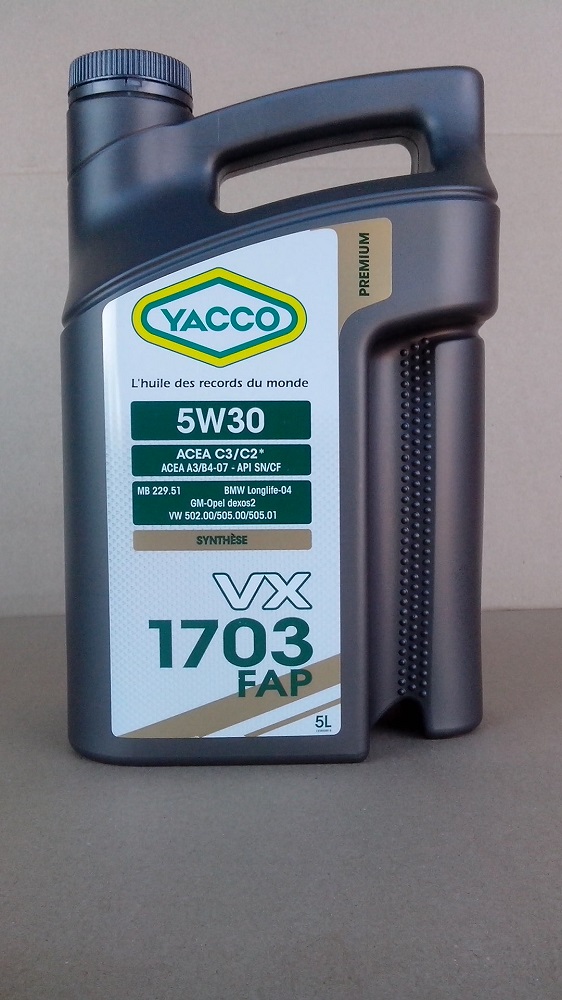 PREMIUM
YACCO
L'huile des records du monde
5W30
ACEA C3/C2*
ACEA A3/B4-07 - API SN/CF
MB 229.51 BMW Longlife-04
GM-Opel dexos2
VW 502.00/505.00/505.01
SYNTHÈSE
VX
1703
FAP
5L